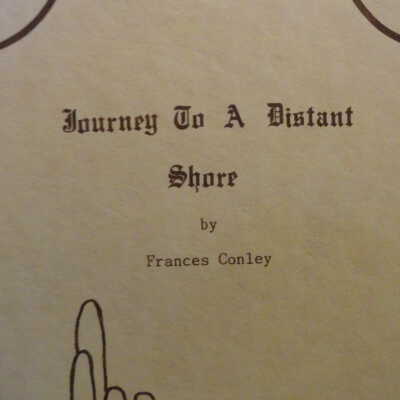 Journey To A Distant
Shore
by
Frances Conley